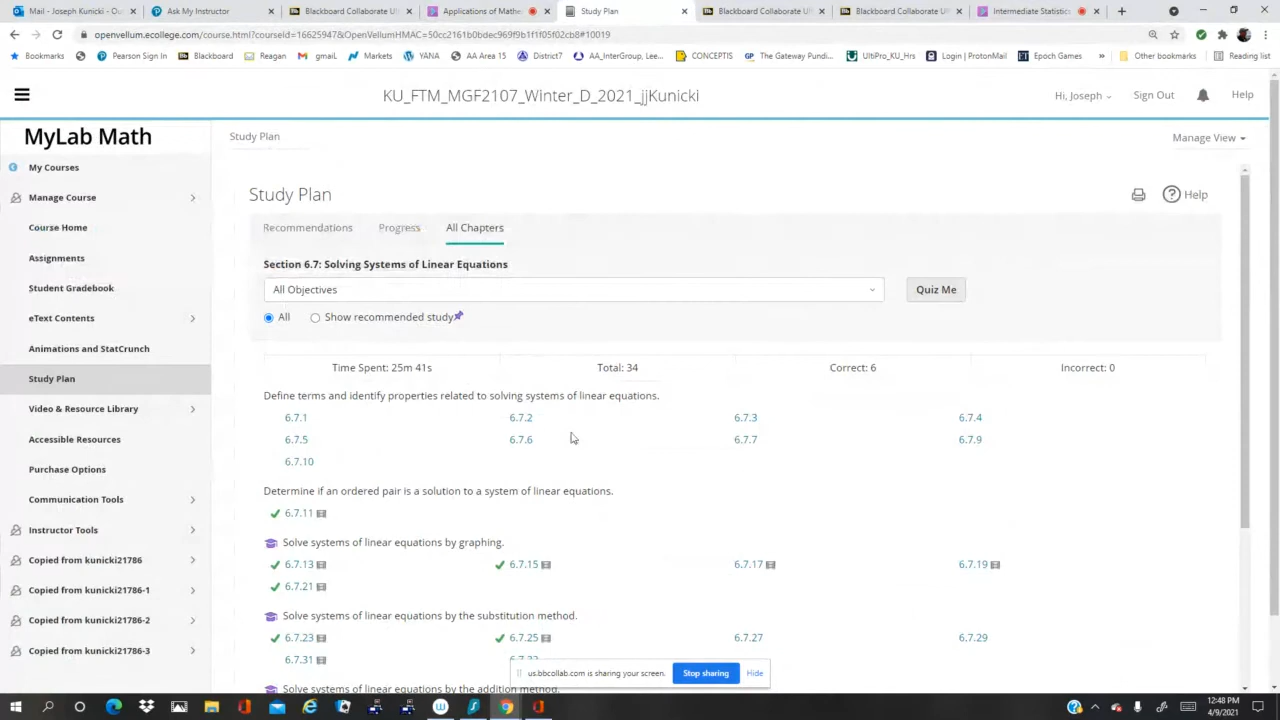 Mail - Joseph Kunicki - Outlo
Ask My Instructor
Blackboard Collaborate Ul
Applications of Mathe
Study Plan
Blackboard Collaborate Ul
Blackboard Collaborate Ul
Intermediate Statistic
openvellum.ecollege.com/course.html?courseId=16625947&OpenVellumHMAC=50cc2161b0bdec969f9b1f1f05f02cb8#10019
Bookmarks
Pearson Sign In
Blackboard
Reagan
gmaiL
Markets
YANA
AA Area 15
District7
AA_InterGroup, Lee...
CONCEPTIS
The Gateway Pundi...
UltiPro_KU_Hrs
Login | ProtonMail
Epoch Games
»
Other bookmarks
Reading list
KU_FTM_MGF2107_Winter_D_2021_jjKunicki
Hi, Joseph
Sign Out
Help
MyLab Math
My Courses
Manage Course
Course Home
Assignments
Student Gradebook
eText Contents
Animations and StatCrunch
Study Plan
Video & Resource Library
Accessible Resources
Purchase Options
Communication Tools
Instructor Tools
Copied from kunicki21786
Copied from kunicki21786-1
Copied from kunicki21786-2
Copied from kunicki21786-3
Study Plan
Manage View
Study Plan
Help
Recommendations
Progress
All Chapters
Section 6.7: Solving Systems of Linear Equations
All Objectives
Quiz Me
All
Show recommended study
Time Spent: 25m 41s
Total: 34
Correct: 6
Incorrect: 0
Define terms and identify properties related to solving systems of linear equations.
6.7.1
6.7.2
6.7.3
6.7.4
6.7.5
6.7.6
6.7.7
6.7.9
6.7.10
Determine if an ordered pair is a solution to a system of linear equations.
6.7.11
Solve systems of linear equations by graphing.
6.7.13
6.7.15
6.7.17
6.7.19
6.7.21
Solve systems of linear equations by the substitution method.
6.7.23
6.7.25
6.7.27
6.7.29
6.7.31
Solve systems of linear equations by the addition method.
us.bbcollab.com is sharing your screen.
Stop sharing
Hide
12:48 PM
4/9/2021